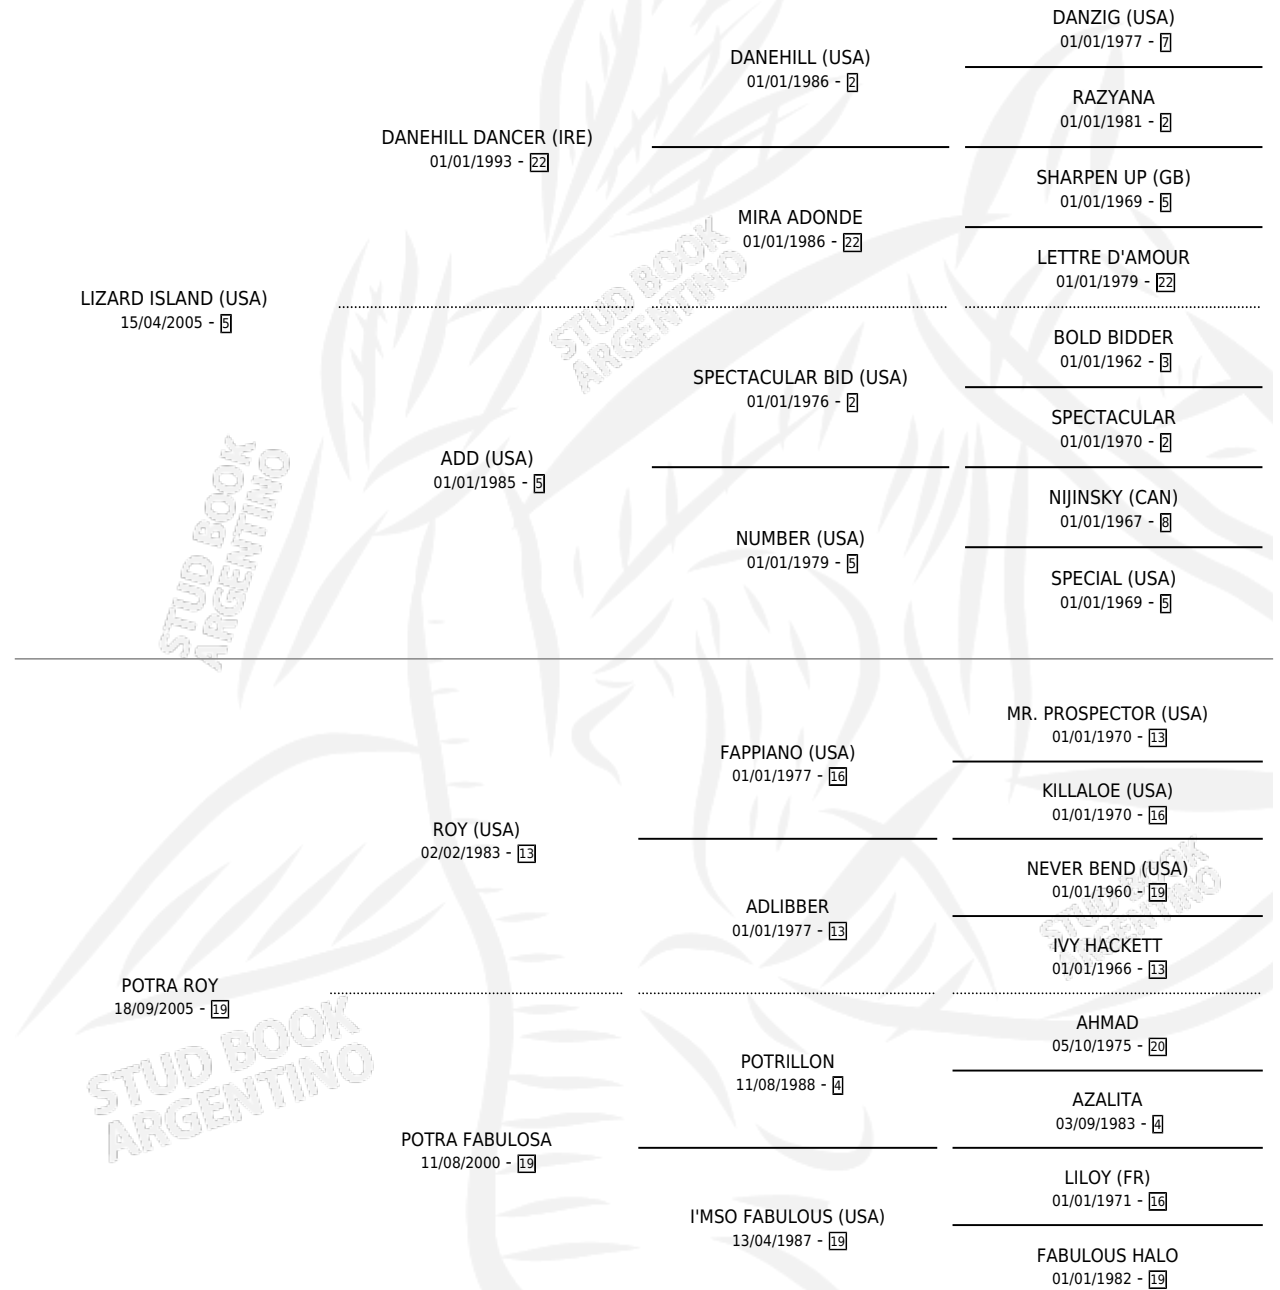 DANZIG (USA)
01/01/1977 - 7
DANEHILL (USA)
01/01/1986 - 2
RAZYANA
01/01/1981 - 2
DANEHILL DANCER (IRE)
01/01/1993 - 22
SHARPEN UP (GB)
01/01/1969 - 5
MIRA ADONDE
01/01/1986 - 22
LETTRE D'AMOUR
01/01/1979 - 22
LIZARD ISLAND (USA)
15/04/2005 - 5
BOLD BIDDER
01/01/1962 - 3
SPECTACULAR BID (USA)
01/01/1976 - 2
SPECTACULAR
01/01/1970 - 2
ADD (USA)
01/01/1985 - 5
NIJINSKY (CAN)
01/01/1967 - 8
NUMBER (USA)
01/01/1979 - 5
SPECIAL (USA)
01/01/1969 - 5
MR. PROSPECTOR (USA)
01/01/1970 - 13
FAPPIANO (USA)
01/01/1977 - 16
KILLALOE (USA)
01/01/1970 - 16
ROY (USA)
02/02/1983 - 13
NEVER BEND (USA)
01/01/1960 - 19
ADLIBBER
01/01/1977 - 13
IVY HACKETT
01/01/1966 - 13
POTRA ROY
18/09/2005 - 19
AHMAD
05/10/1975 - 20
POTRILLON
11/08/1988 - 4
AZALITA
03/09/1983 - 4
POTRA FABULOSA
11/08/2000 - 19
LILOY (FR)
01/01/1971 - 16
I'MSO FABULOUS (USA)
13/04/1987 - 19
FABULOUS HALO
01/01/1982 - 19
STUD BOOK
ARGENTINO
STUD BOOK
ARGENTINO
STUD BOOK
ARGENTINO
STUD BOOK
ARGENTINO